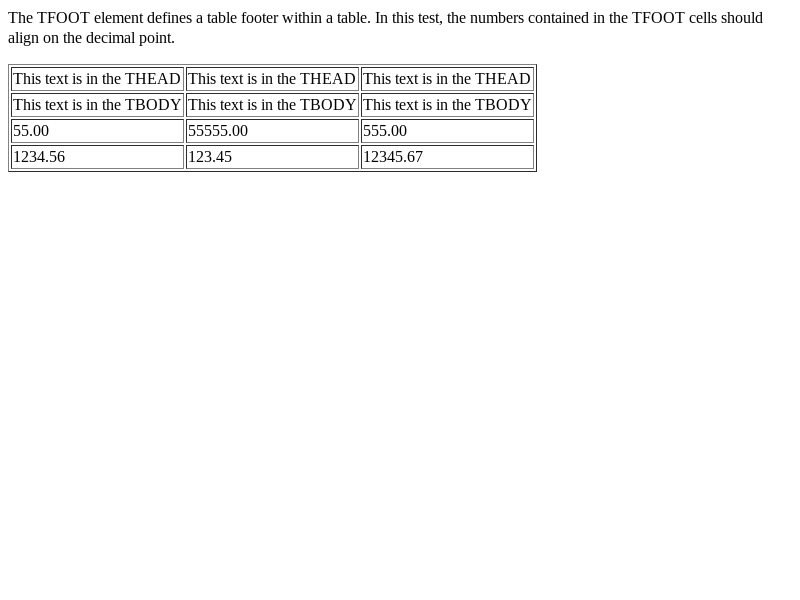 The TFOOT element defines a table footer within a table. In this test, the numbers contained in the TFOOT cells should
align on the decimal point.
This text is in the THEAD This text is in the THEAD This text is in the THEAD
This text is in the TBODY This text is in the TBODY This text is in the TBODY
55.00 55555.00 555.00
1234.56 123.45 12345.67